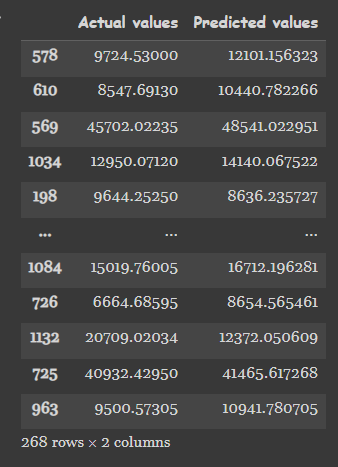 Actual values Predicted values
578 9724.53000 12101.156323
610 8547.69130 10440.782266
569 45702.02235 48541.022951
1034 12950.07120 14140.067522
198 9644.25250 8636.235727
... ... ...
1084 15019.76005 16712.196281
726 6664.68595 8654.565461
1132 20709.02034 12372.050609
725 40932.42950 41465.617268
963 9500.57305 10941.780705
268 rows × 2 columns